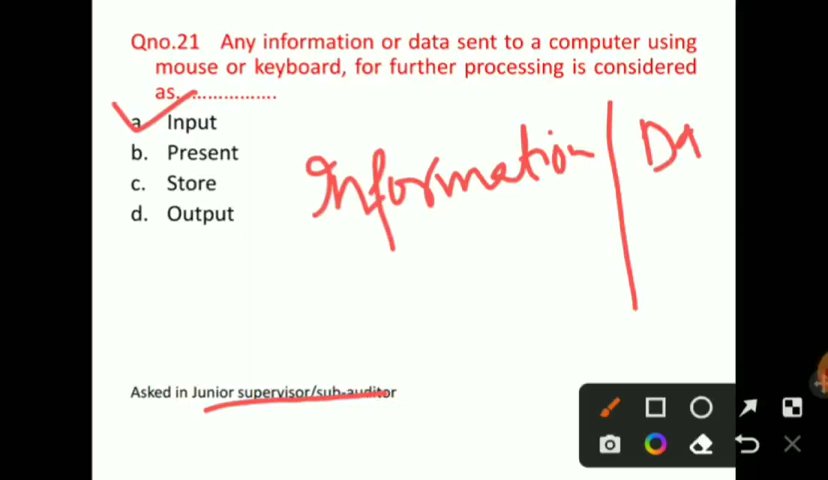 Qno.21 Any information or data sent to a computer using
mouse or keyboard, for further processing is considered
as.................
a. Input
b. Present
c. Store
d. Output
Information / Da
Asked in Junior supervisor/sub-auditor